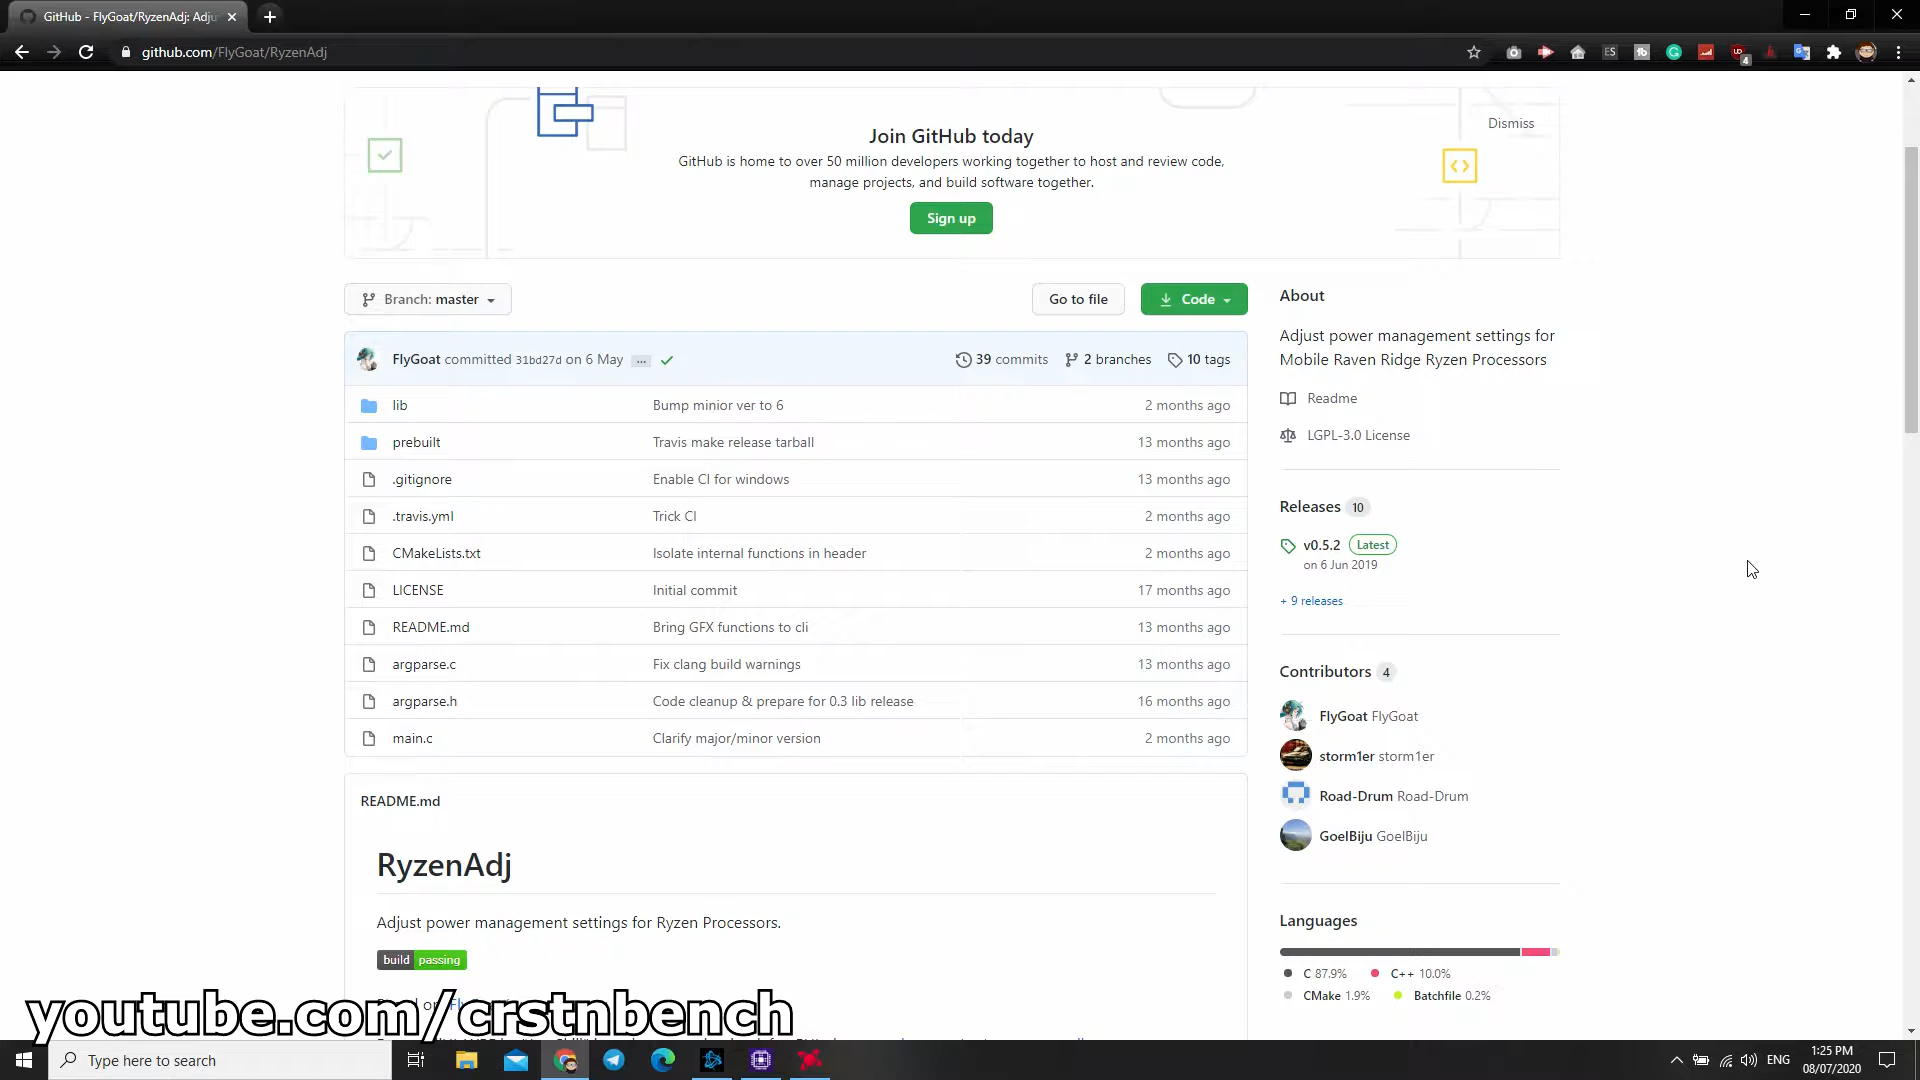 GitHub - FlyGoat/RyzenAdj: Adju
github.com/FlyGoat/RyzenAdj
ES
4
Join GitHub today
Dismiss
GitHub is home to over 50 million developers working together to host and review code,
manage projects, and build software together.
Sign up
Branch: master
Go to file
Code
FlyGoat committed 31bd27d on 6 May ...
39 commits
2 branches
10 tags
lib Bump minior ver to 6 2 months ago
prebuilt Travis make release tarball 13 months ago
.gitignore Enable CI for windows 13 months ago
.travis.yml Trick CI 2 months ago
CMakeLists.txt Isolate internal functions in header 2 months ago
LICENSE Initial commit 17 months ago
README.md Bring GFX functions to cli 13 months ago
argparse.c Fix clang build warnings 13 months ago
argparse.h Code cleanup & prepare for 0.3 lib release 16 months ago
main.c Clarify major/minor version 2 months ago
README.md
RyzenAdj
Adjust power management settings for Ryzen Processors.
build passing
About
Adjust power management settings for
Mobile Raven Ridge Ryzen Processors
Readme
LGPL-3.0 License
Releases 10
v0.5.2 Latest
on 6 Jun 2019
+ 9 releases
Contributors 4
FlyGoat FlyGoat
storm1er storm1er
Road-Drum Road-Drum
GoelBiju GoelBiju
Languages
C 87.9% C++ 10.0%
CMake 1.9% Batchfile 0.2%
youtube.com/crstnbench
Type here to search
ENG
1:25 PM
08/07/2020